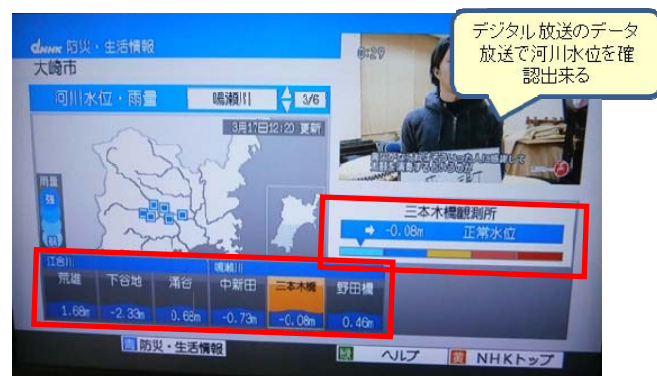 デジタル放送のデータ
放送で河川水位を確
認出来る
NHK 防災・生活情報
0:29
大崎市
河川水位・雨量
鳴瀬川
3/6
3月17日12:20 更新
雨量
強
弱
三本木橋観測所
➡ -0.08m 正常水位
江合川
鳴瀬川
荒雄 下谷地 涌谷 中新田 三本木橋 野田橋
1.68m -2.33m 0.68m -0.73m -0.08m 0.46m
青 防災・生活情報
緑 ヘルプ
黄 NHKトップ